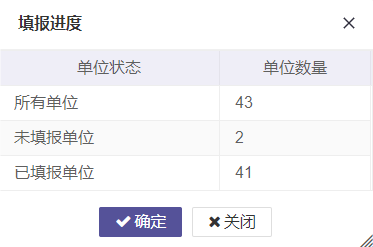 填报进度
单位状态 单位数量
所有单位 43
未填报单位 2
已填报单位 41
确定 关闭